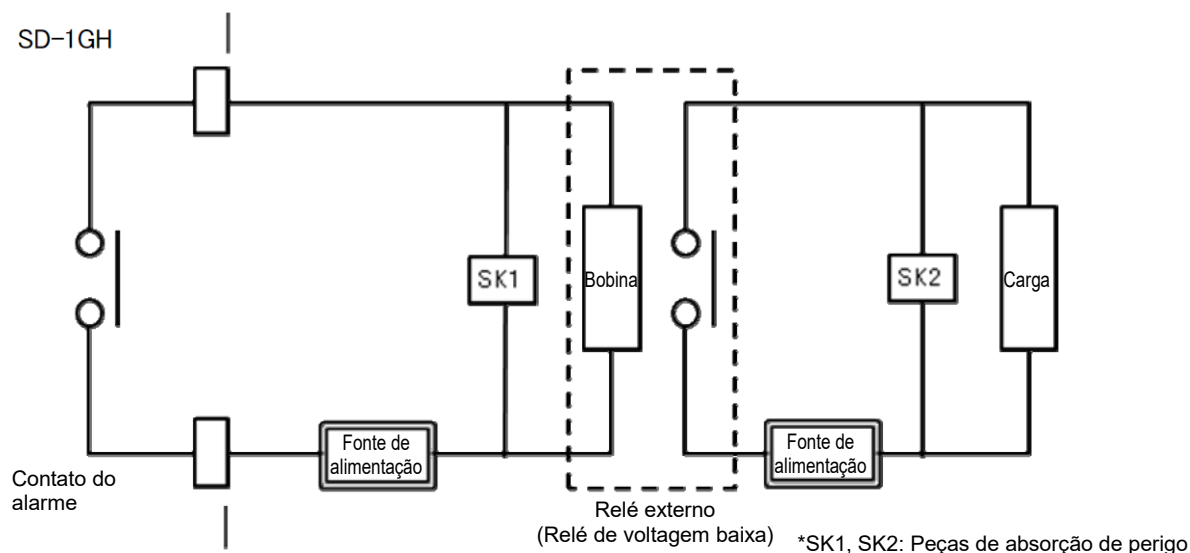 SD-1GH
SK1
Bobina
SK2
Carga
Fonte de
alimentação
Fonte de
alimentação
Contato do
alarme
Relé externo
(Relé de voltagem baixa)
*SK1, SK2: Peças de absorção de perigo